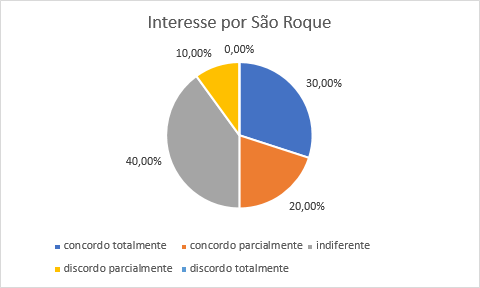 Interesse por São Roque
0,00%
10,00%
30,00%
40,00%
20,00%
concordo totalmente concordo parcialmente indiferente
discordo parcialmente discordo totalmente